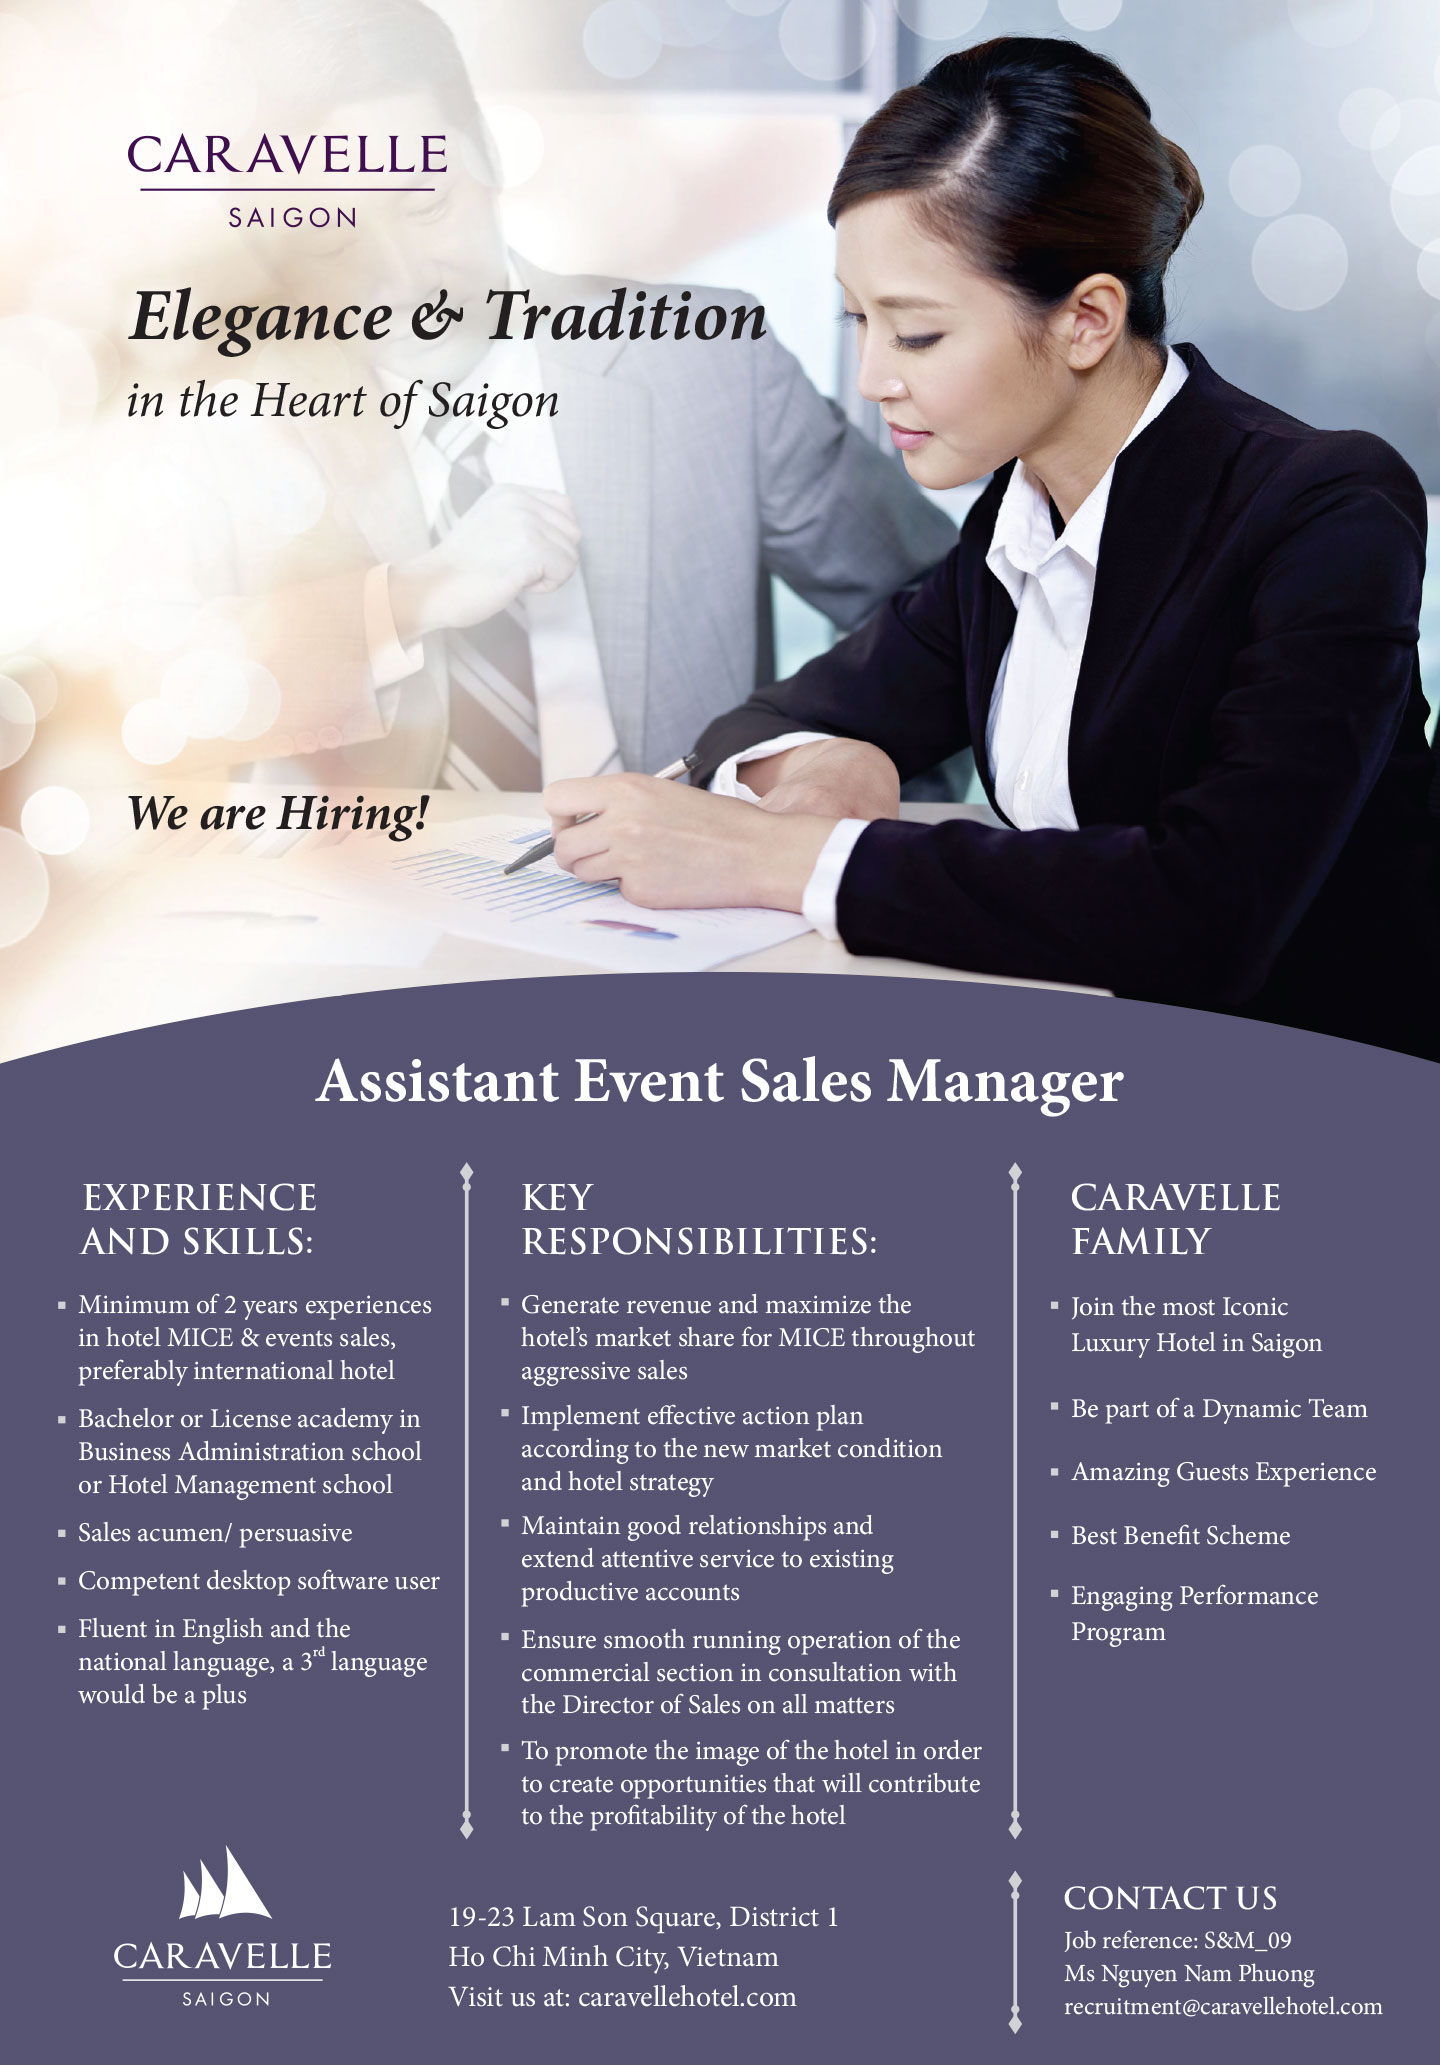 CARAVELLE
SAIGON
Elegance & Tradition
in the Heart of Saigon
We are Hiring!
Assistant Event Sales Manager
EXPERIENCE
AND SKILLS:
▪ Minimum of 2 years experiences
in hotel MICE & events sales,
preferably international hotel
▪ Bachelor or License academy in
Business Administration school
or Hotel Management school
▪ Sales acumen/ persuasive
▪ Competent desktop software user
▪ Fluent in English and the
national language, a 3rd language
would be a plus
KEY
RESPONSIBILITIES:
▪ Generate revenue and maximize the
hotel’s market share for MICE throughout
aggressive sales
▪ Implement effective action plan
according to the new market condition
and hotel strategy
▪ Maintain good relationships and
extend attentive service to existing
productive accounts
▪ Ensure smooth running operation of the
commercial section in consultation with
the Director of Sales on all matters
▪ To promote the image of the hotel in order
to create opportunities that will contribute
to the profitability of the hotel
CARAVELLE
FAMILY
▪ Join the most Iconic
Luxury Hotel in Saigon
▪ Be part of a Dynamic Team
▪ Amazing Guests Experience
▪ Best Benefit Scheme
▪ Engaging Performance
Program
CARAVELLE
SAIGON
19-23 Lam Son Square, District 1
Ho Chi Minh City, Vietnam
Visit us at: caravellehotel.com
CONTACT US
Job reference: S&M_09
Ms Nguyen Nam Phuong
recruitment@caravellehotel.com